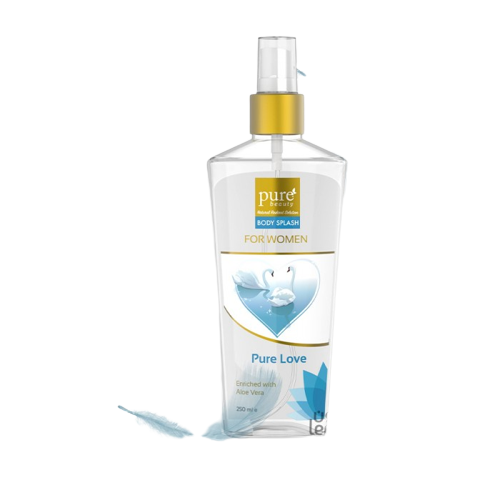 pure
beauty
BODY SPLASH
FOR WOMEN
Pure Love
Enriched with
Aloe Vera
250 ml e